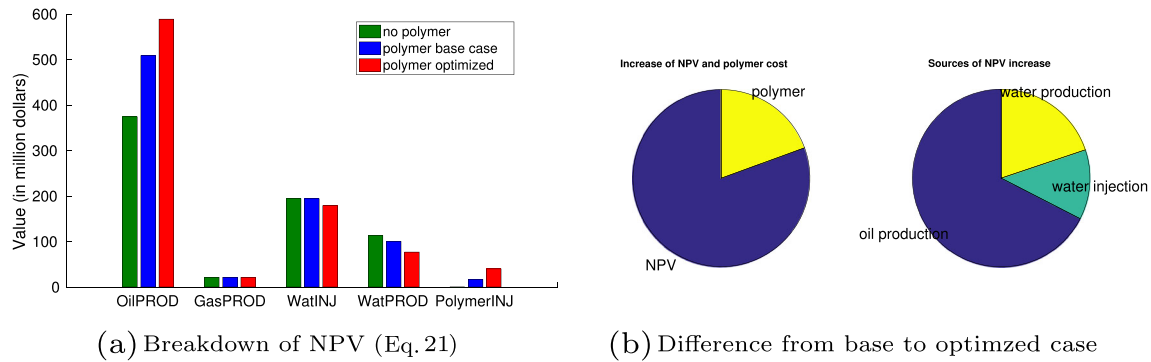 600
500
400
300
200
100
0
Value (in million dollars)
no polymer
polymer base case
polymer optimized
OilPROD GasPROD WatINJ WatPROD PolymerINJ
(a) Breakdown of NPV (Eq. 21)
Increase of NPV and polymer cost
polymer
NPV
Sources of NPV increase
water production
water injection
oil production
(b) Difference from base to optimzed case